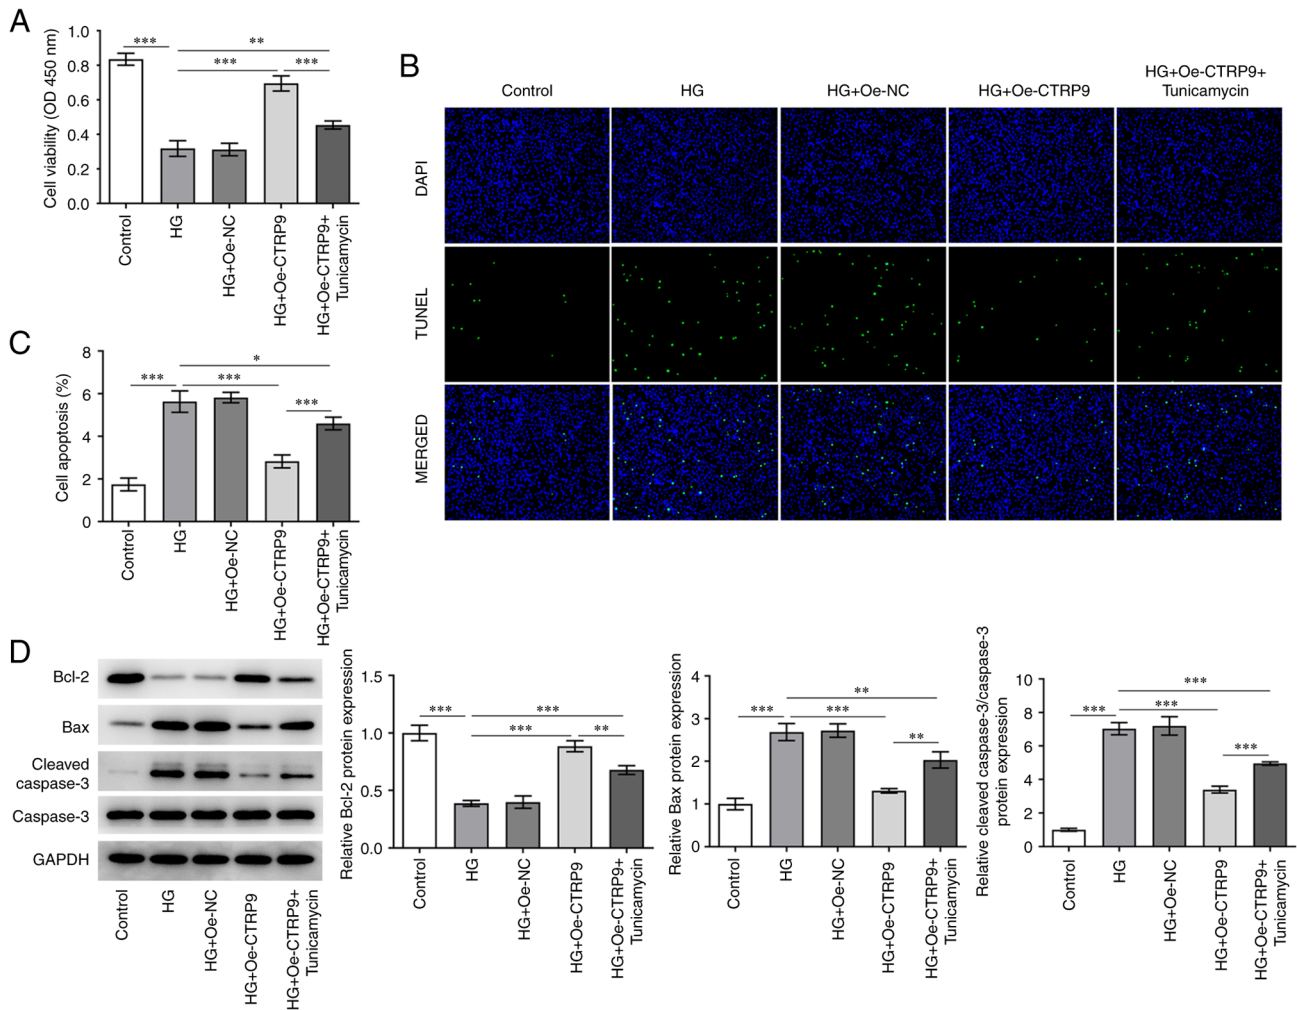 A
Cell viability (OD 450 nm)
1.0
0.8
0.6
0.4
0.2
0.0
***
**
***
***
Control
HG
HG+Oe-NC
HG+Oe-CTRP9
HG+Oe-CTRP9+
Tunicamycin
B
Control
HG
HG+Oe-NC
HG+Oe-CTRP9
HG+Oe-CTRP9+
Tunicamycin
DAPI
TUNEL
MERGED
C
Cell apoptosis (%)
8
6
4
2
0
*
***
***
***
Control
HG
HG+Oe-NC
HG+Oe-CTRP9
HG+Oe-CTRP9+
Tunicamycin
D
Bcl-2
Bax
Cleaved
caspase-3
Caspase-3
GAPDH
Control
HG
HG+Oe-NC
HG+Oe-CTRP9
HG+Oe-CTRP9+
Tunicamycin
Relative Bcl-2 protein expression
1.5
1.0
0.5
0.0
***
***
***
**
Control
HG
HG+Oe-NC
HG+Oe-CTRP9
HG+Oe-CTRP9+
Tunicamycin
Relative Bax protein expression
4
3
2
1
0
**
***
***
**
Control
HG
HG+Oe-NC
HG+Oe-CTRP9
HG+Oe-CTRP9+
Tunicamycin
Relative cleaved caspase-3/caspase-3
protein expression
10
8
6
4
2
0
***
***
***
***
Control
HG
HG+Oe-NC
HG+Oe-CTRP9
HG+Oe-CTRP9+
Tunicamycin